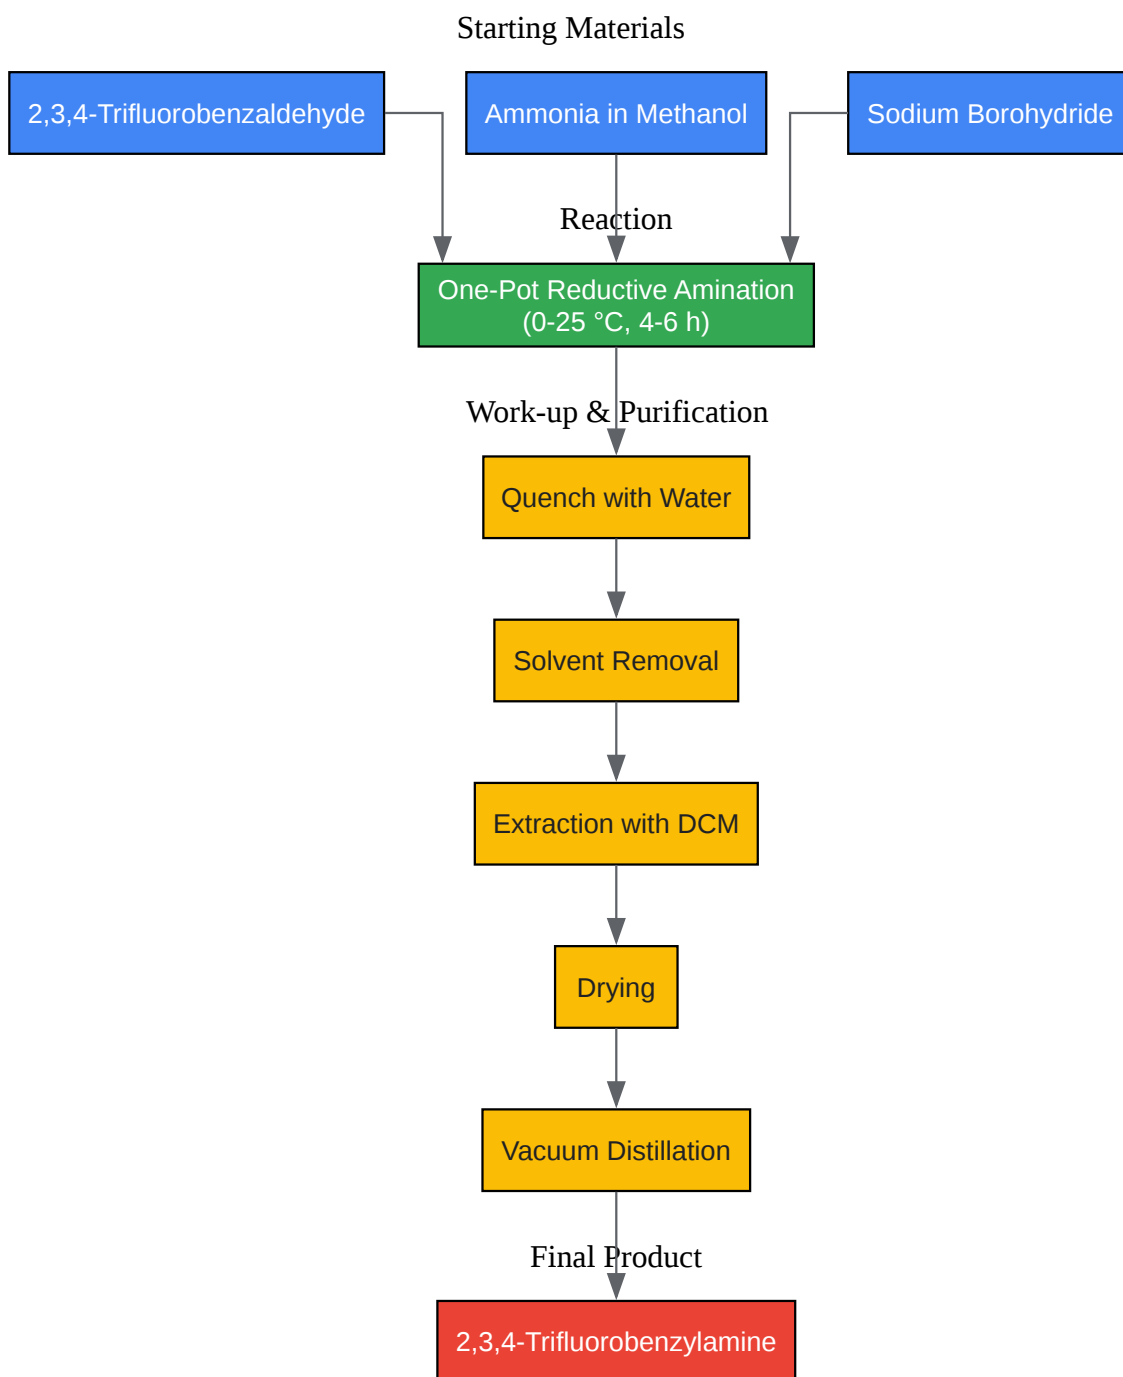 Starting Materials
2,3,4-Trifluorobenzaldehyde
Ammonia in Methanol
Sodium Borohydride
Reaction
One-Pot Reductive Amination
(0-25 °C, 4-6 h)
Work-up & Purification
Quench with Water
Solvent Removal
Extraction with DCM
Drying
Vacuum Distillation
Final Product
2,3,4-Trifluorobenzylamine